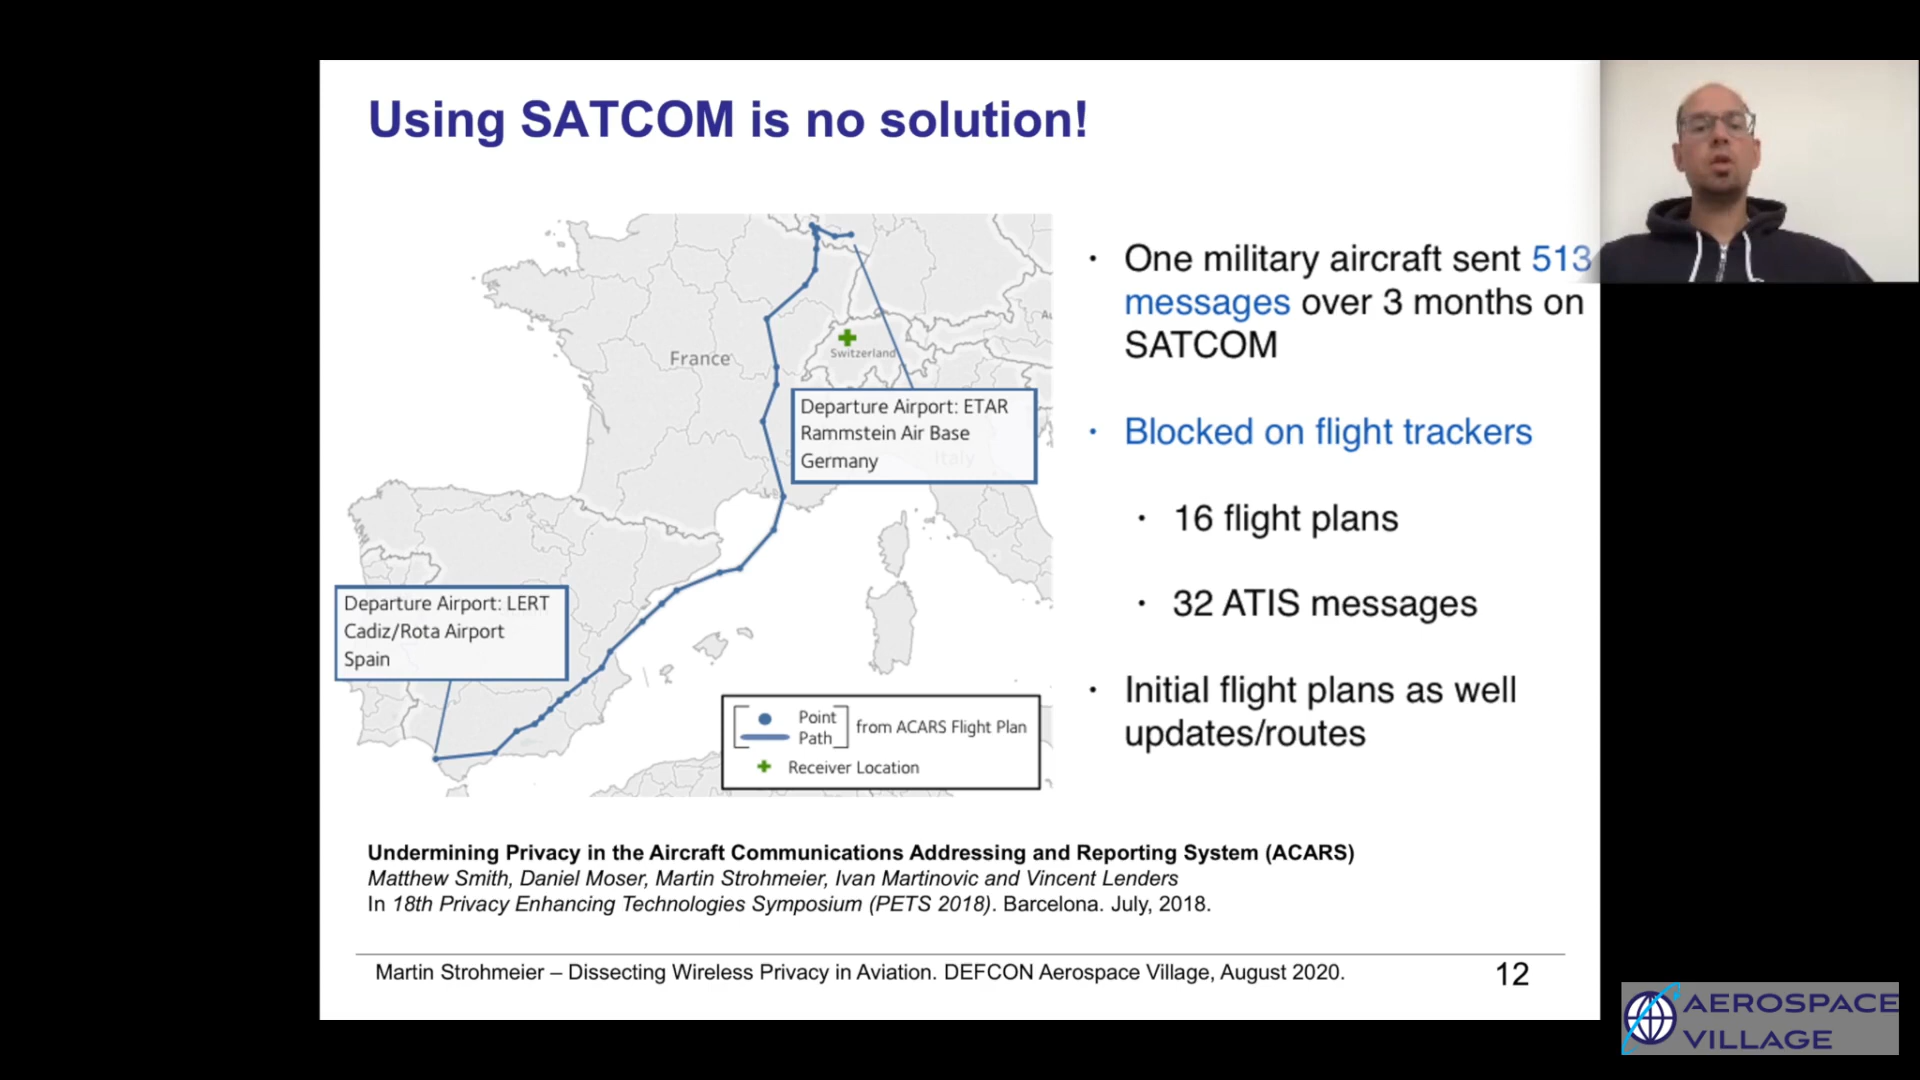 Using SATCOM is no solution!
France
Switzerland
Au
Italy
Departure Airport: ETAR
Rammstein Air Base
Germany
Departure Airport: LERT
Cadiz/Rota Airport
Spain
Point
Path
from ACARS Flight Plan
Receiver Location
• One military aircraft sent 513
messages over 3 months on
SATCOM
• Blocked on flight trackers
• 16 flight plans
• 32 ATIS messages
• Initial flight plans as well
updates/routes
Undermining Privacy in the Aircraft Communications Addressing and Reporting System (ACARS)
Matthew Smith, Daniel Moser, Martin Strohmeier, Ivan Martinovic and Vincent Lenders
In 18th Privacy Enhancing Technologies Symposium (PETS 2018). Barcelona. July, 2018.
Martin Strohmeier – Dissecting Wireless Privacy in Aviation. DEFCON Aerospace Village, August 2020.
12
AEROSPACE
VILLAGE